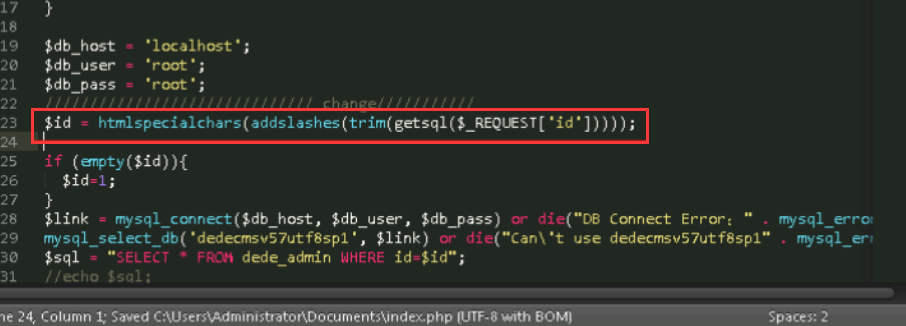 17 }
18
19 $db_host = 'localhost';
20 $db_user = 'root';
21 $db_pass = 'root';
22 ////////////////////////////// change///////////
23 $id = htmlspecialchars(addslashes(trim(getsql($_REQUEST['id']))));
24
25 if (empty($id)){
26 $id=1;
27 }
28 $link = mysql_connect($db_host, $db_user, $db_pass) or die("DB Connect Error: " . mysql_erro
29 mysql_select_db('dedecmsv57utf8sp1', $link) or die("Can\'t use dedecmsv57utf8sp1" . mysql_er
30 $sql = "SELECT * FROM dede_admin WHERE id=$id";
31 //echo $sql;
ne 24, Column 1; Saved C:\Users\Administrator\Documents\index.php (UTF-8 with BOM) Spaces: 2